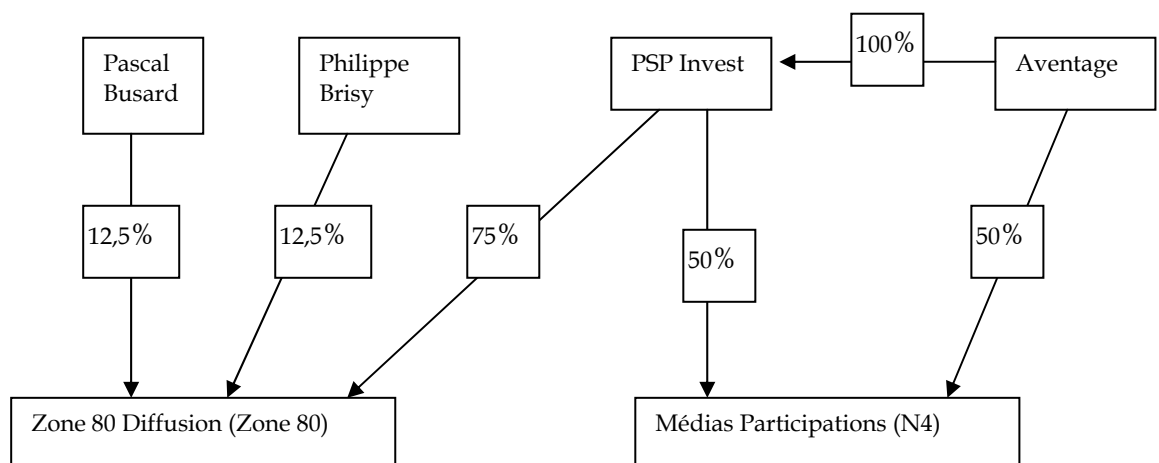 Pascal
Busard
Philippe
Brisy
PSP Invest
100%
Aventage
12,5%
12,5%
75%
50%
50%
Zone 80 Diffusion (Zone 80)
Médias Participations (N4)